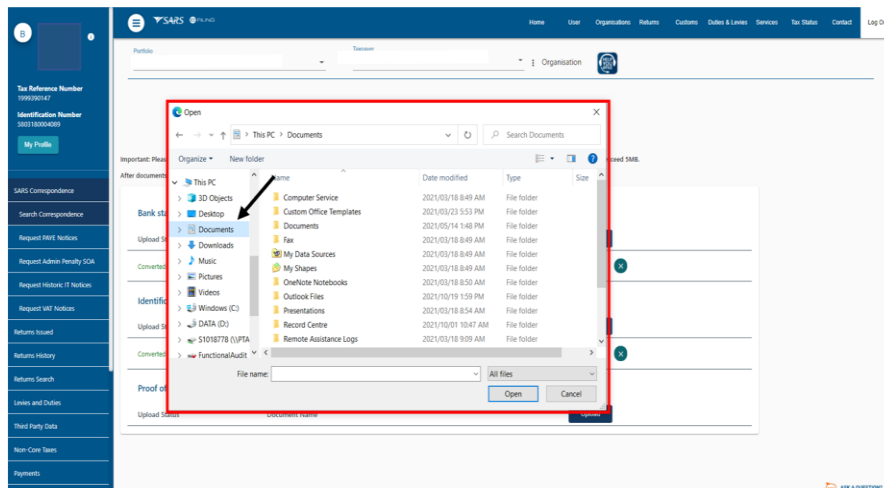 B
SARS eFILING
Home User Organisations Returns Customs Duties & Levies Services Tax Status Contact Log O
Portfolio
Taxpayer
Organisation
Tax Reference Number
1999390147
Identification Number
5803180004089
My Profile
SARS Correspondence
Search Correspondence
Request PAYE Notices
Request Admin Penalty SOA
Request Historic IT Notices
Request VAT Notices
Returns Issued
Returns History
Returns Search
Levies and Duties
Third Party Data
Non-Core Taxes
Payments
Important: Pleas
exceed 5MB.
After documents
Bank sta
Upload St
Converted
Identific
Upload St
Converted
Proof of
Upload Status Document Name Upload
Open
This PC > Documents
Search Documents
Organize New folder
Name Date modified Type Size
This PC
3D Objects
Desktop
Documents
Downloads
Music
Pictures
Videos
Windows (C:)
DATA (D:)
S1018778 (\\PTA
FunctionalAudit
Computer Service 2021/03/18 8:49 AM File folder
Custom Office Templates 2021/03/23 5:53 PM File folder
Documents 2021/05/14 1:48 PM File folder
Fax 2021/03/18 8:49 AM File folder
My Data Sources 2021/03/18 8:49 AM File folder
My Shapes 2021/03/18 8:49 AM File folder
OneNote Notebooks 2021/03/18 8:50 AM File folder
Outlook Files 2021/10/19 1:59 PM File folder
Presentations 2021/03/18 8:54 AM File folder
Record Centre 2021/10/01 10:47 AM File folder
Remote Assistance Logs 2021/03/18 9:09 AM File folder
File name: All files
Open Cancel
ASK A QUESTION